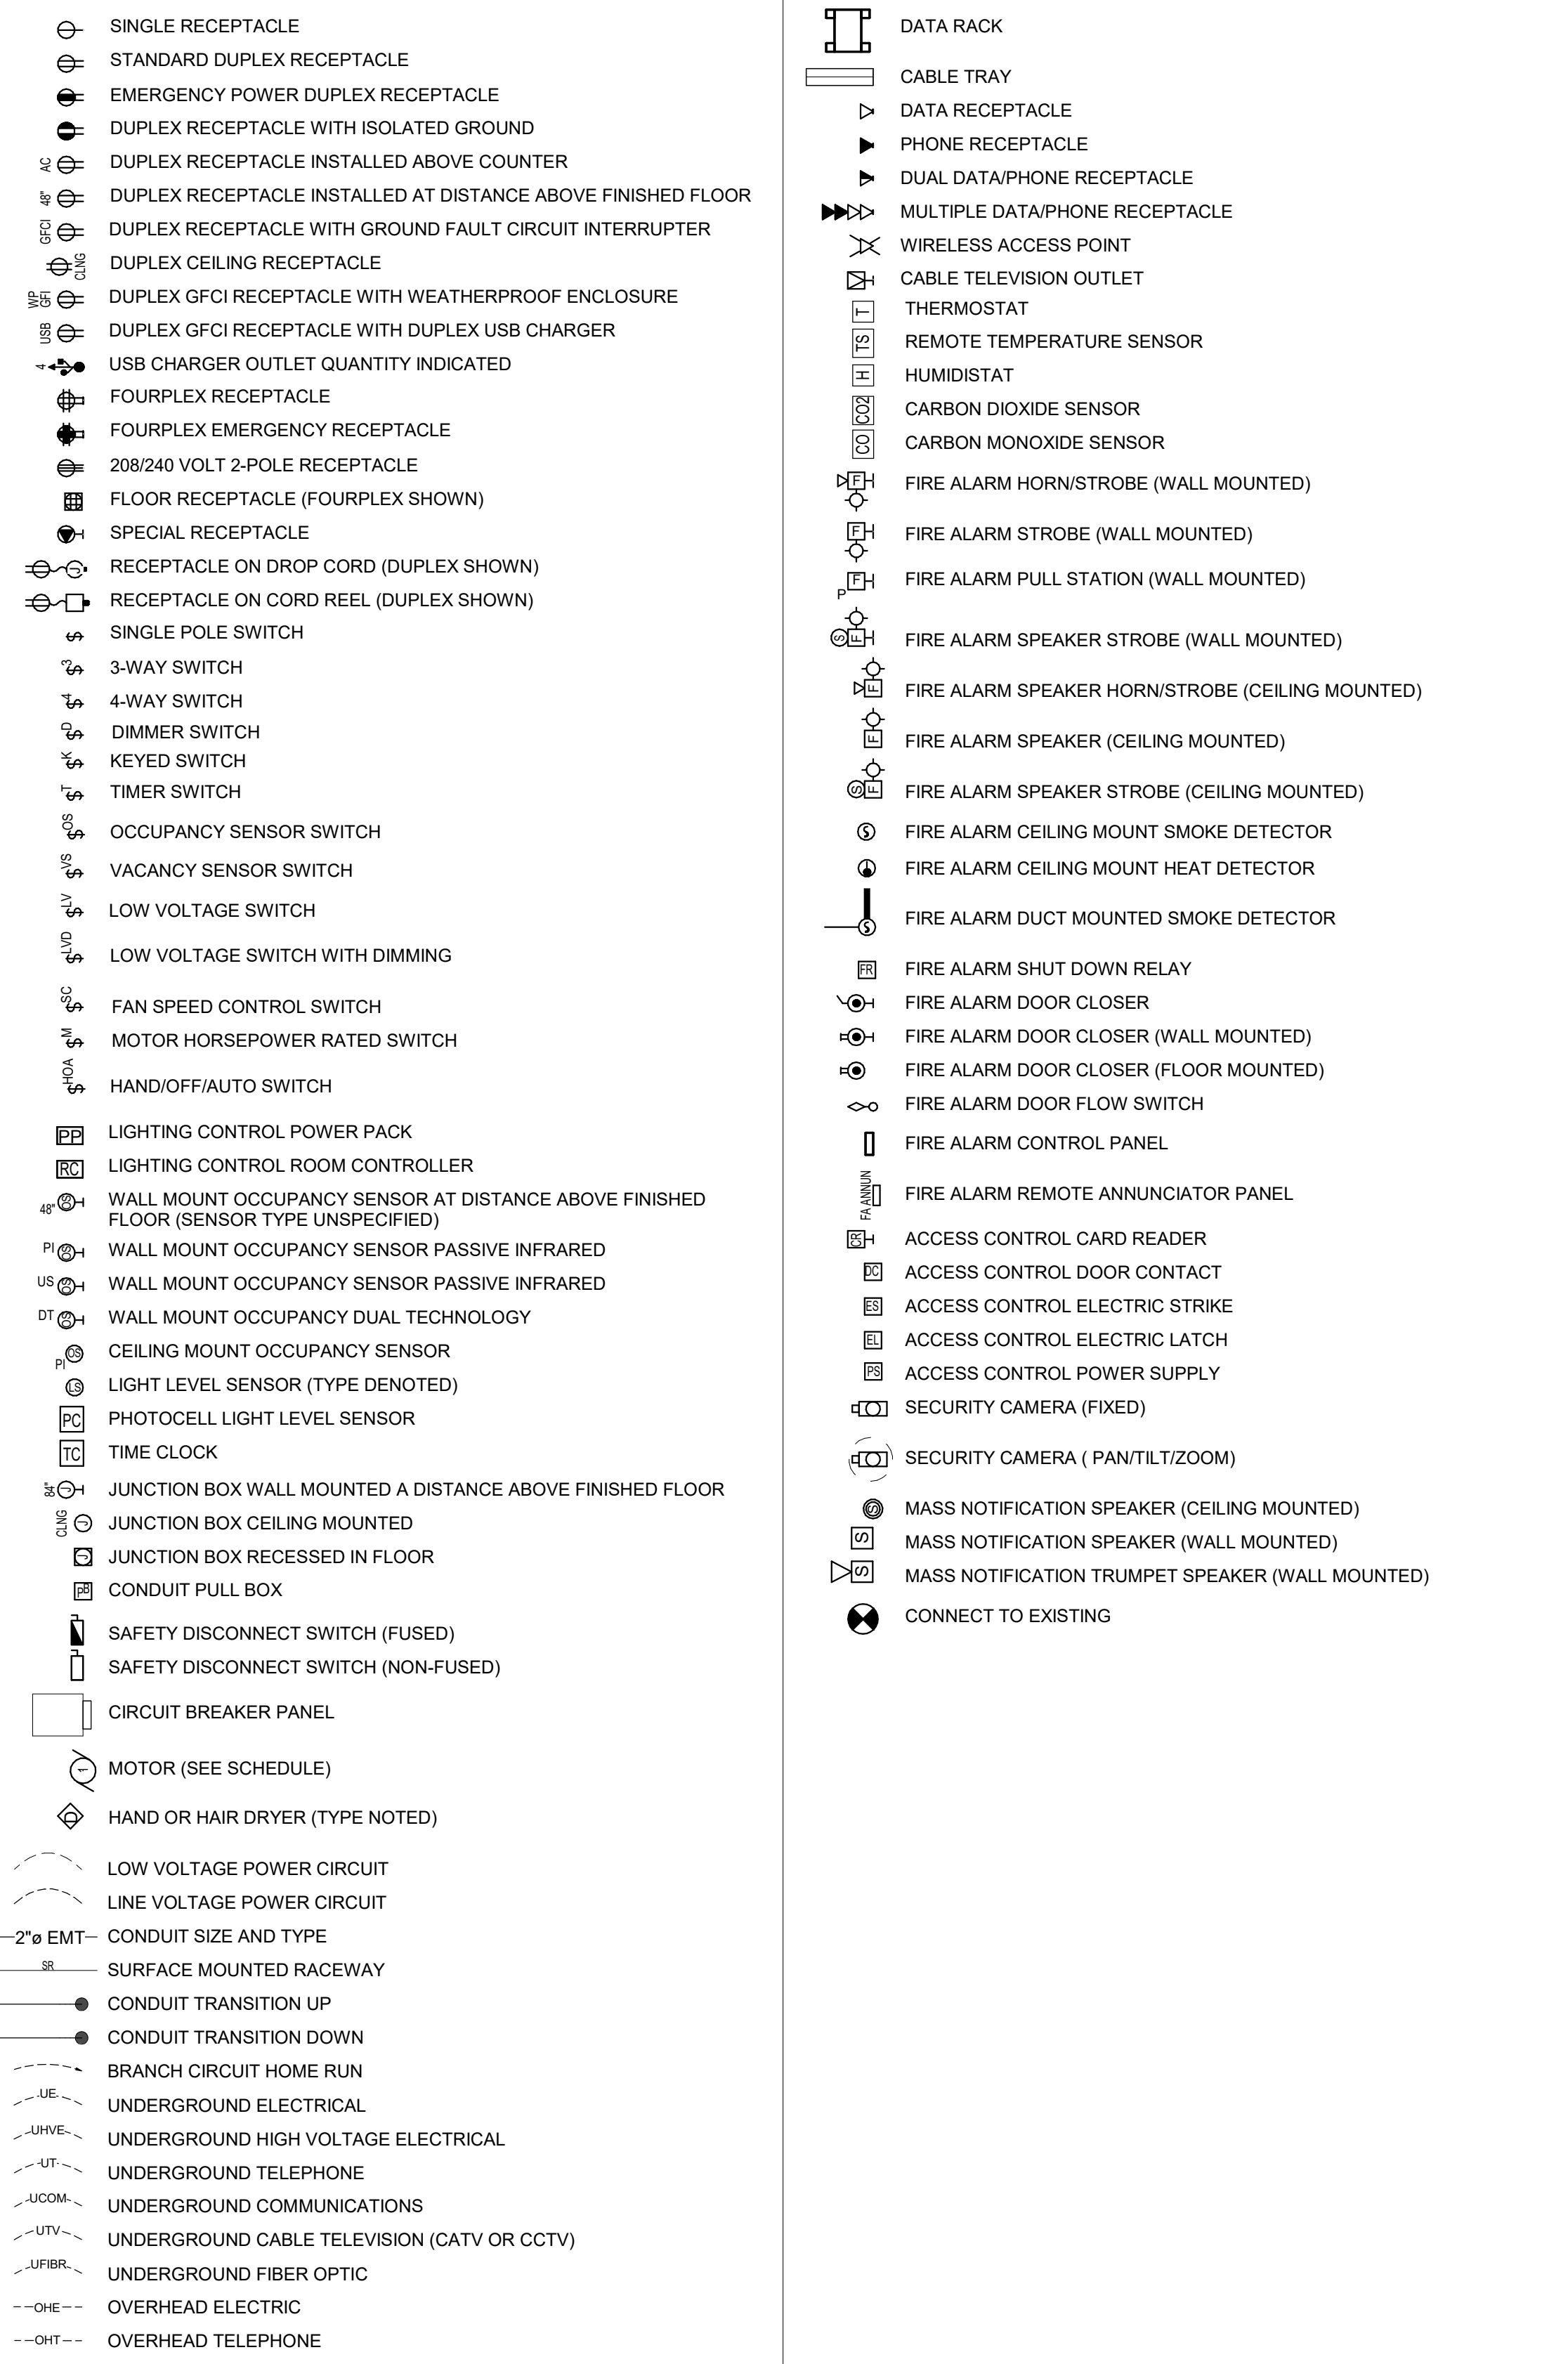 SINGLE RECEPTACLE
STANDARD DUPLEX RECEPTACLE
EMERGENCY POWER DUPLEX RECEPTACLE
DUPLEX RECEPTACLE WITH ISOLATED GROUND
AC DUPLEX RECEPTACLE INSTALLED ABOVE COUNTER
48" DUPLEX RECEPTACLE INSTALLED AT DISTANCE ABOVE FINISHED FLOOR
GFCI DUPLEX RECEPTACLE WITH GROUND FAULT CIRCUIT INTERRUPTER
CLNG DUPLEX CEILING RECEPTACLE
WP GFI DUPLEX GFCI RECEPTACLE WITH WEATHERPROOF ENCLOSURE
USB DUPLEX GFCI RECEPTACLE WITH DUPLEX USB CHARGER
4 USB CHARGER OUTLET QUANTITY INDICATED
FOURPLEX RECEPTACLE
FOURPLEX EMERGENCY RECEPTACLE
208/240 VOLT 2-POLE RECEPTACLE
FLOOR RECEPTACLE (FOURPLEX SHOWN)
SPECIAL RECEPTACLE
J RECEPTACLE ON DROP CORD (DUPLEX SHOWN)
RECEPTACLE ON CORD REEL (DUPLEX SHOWN)
$ SINGLE POLE SWITCH
$3 3-WAY SWITCH
$4 4-WAY SWITCH
$D DIMMER SWITCH
$K KEYED SWITCH
$T TIMER SWITCH
$OS OCCUPANCY SENSOR SWITCH
$VS VACANCY SENSOR SWITCH
$LV LOW VOLTAGE SWITCH
$LVD LOW VOLTAGE SWITCH WITH DIMMING
$SC FAN SPEED CONTROL SWITCH
$M MOTOR HORSEPOWER RATED SWITCH
$HOA HAND/OFF/AUTO SWITCH
PP LIGHTING CONTROL POWER PACK
RC LIGHTING CONTROL ROOM CONTROLLER
48" OS WALL MOUNT OCCUPANCY SENSOR AT DISTANCE ABOVE FINISHED
FLOOR (SENSOR TYPE UNSPECIFIED)
PI OS WALL MOUNT OCCUPANCY SENSOR PASSIVE INFRARED
US OS WALL MOUNT OCCUPANCY SENSOR PASSIVE INFRARED
DT OS WALL MOUNT OCCUPANCY DUAL TECHNOLOGY
PI OS CEILING MOUNT OCCUPANCY SENSOR
LS LIGHT LEVEL SENSOR (TYPE DENOTED)
PC PHOTOCELL LIGHT LEVEL SENSOR
TC TIME CLOCK
84" J JUNCTION BOX WALL MOUNTED A DISTANCE ABOVE FINISHED FLOOR
CLNG J JUNCTION BOX CEILING MOUNTED
J JUNCTION BOX RECESSED IN FLOOR
PB CONDUIT PULL BOX
SAFETY DISCONNECT SWITCH (FUSED)
SAFETY DISCONNECT SWITCH (NON-FUSED)
CIRCUIT BREAKER PANEL
1 MOTOR (SEE SCHEDULE)
D HAND OR HAIR DRYER (TYPE NOTED)
LOW VOLTAGE POWER CIRCUIT
LINE VOLTAGE POWER CIRCUIT
2"ø EMT CONDUIT SIZE AND TYPE
SR SURFACE MOUNTED RACEWAY
CONDUIT TRANSITION UP
CONDUIT TRANSITION DOWN
BRANCH CIRCUIT HOME RUN
UE UNDERGROUND ELECTRICAL
UHVE UNDERGROUND HIGH VOLTAGE ELECTRICAL
UT UNDERGROUND TELEPHONE
UCOM UNDERGROUND COMMUNICATIONS
UTV UNDERGROUND CABLE TELEVISION (CATV OR CCTV)
UFIBR UNDERGROUND FIBER OPTIC
OHE OVERHEAD ELECTRIC
OHT OVERHEAD TELEPHONE
DATA RACK
CABLE TRAY
DATA RECEPTACLE
PHONE RECEPTACLE
DUAL DATA/PHONE RECEPTACLE
MULTIPLE DATA/PHONE RECEPTACLE
WIRELESS ACCESS POINT
CABLE TELEVISION OUTLET
T THERMOSTAT
TS REMOTE TEMPERATURE SENSOR
H HUMIDISTAT
CO2 CARBON DIOXIDE SENSOR
CO CARBON MONOXIDE SENSOR
F FIRE ALARM HORN/STROBE (WALL MOUNTED)
F FIRE ALARM STROBE (WALL MOUNTED)
F P FIRE ALARM PULL STATION (WALL MOUNTED)
S F FIRE ALARM SPEAKER STROBE (WALL MOUNTED)
F FIRE ALARM SPEAKER HORN/STROBE (CEILING MOUNTED)
F FIRE ALARM SPEAKER (CEILING MOUNTED)
S F FIRE ALARM SPEAKER STROBE (CEILING MOUNTED)
S FIRE ALARM CEILING MOUNT SMOKE DETECTOR
FIRE ALARM CEILING MOUNT HEAT DETECTOR
S FIRE ALARM DUCT MOUNTED SMOKE DETECTOR
FR FIRE ALARM SHUT DOWN RELAY
FIRE ALARM DOOR CLOSER
FIRE ALARM DOOR CLOSER (WALL MOUNTED)
FIRE ALARM DOOR CLOSER (FLOOR MOUNTED)
FIRE ALARM DOOR FLOW SWITCH
FIRE ALARM CONTROL PANEL
FA ANNUN FIRE ALARM REMOTE ANNUNCIATOR PANEL
CR ACCESS CONTROL CARD READER
DC ACCESS CONTROL DOOR CONTACT
ES ACCESS CONTROL ELECTRIC STRIKE
EL ACCESS CONTROL ELECTRIC LATCH
PS ACCESS CONTROL POWER SUPPLY
SECURITY CAMERA (FIXED)
SECURITY CAMERA ( PAN/TILT/ZOOM)
S MASS NOTIFICATION SPEAKER (CEILING MOUNTED)
S MASS NOTIFICATION SPEAKER (WALL MOUNTED)
S MASS NOTIFICATION TRUMPET SPEAKER (WALL MOUNTED)
CONNECT TO EXISTING